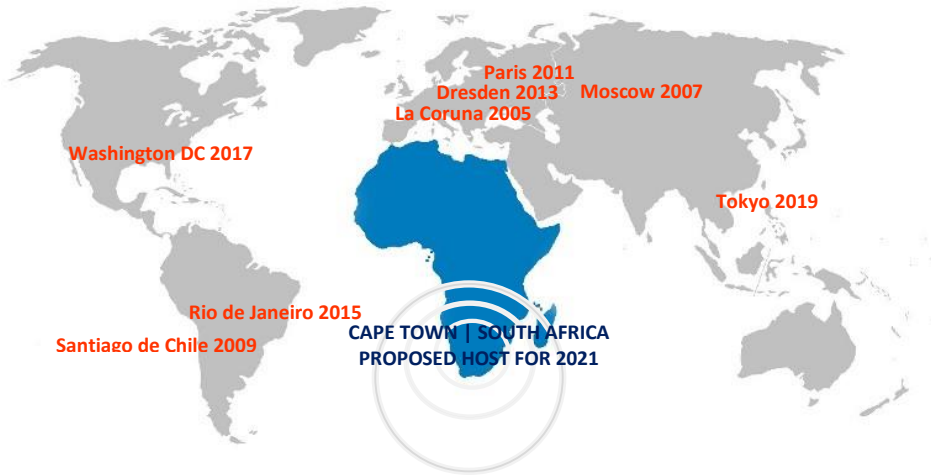 Paris 2011
Dresden 2013
Moscow 2007
La Coruna 2005
Washington DC 2017
Tokyo 2019
Rio de Janeiro 2015
CAPE TOWN | SOUTH AFRICA
Santiago de Chile 2009
PROPOSED HOST FOR 2021